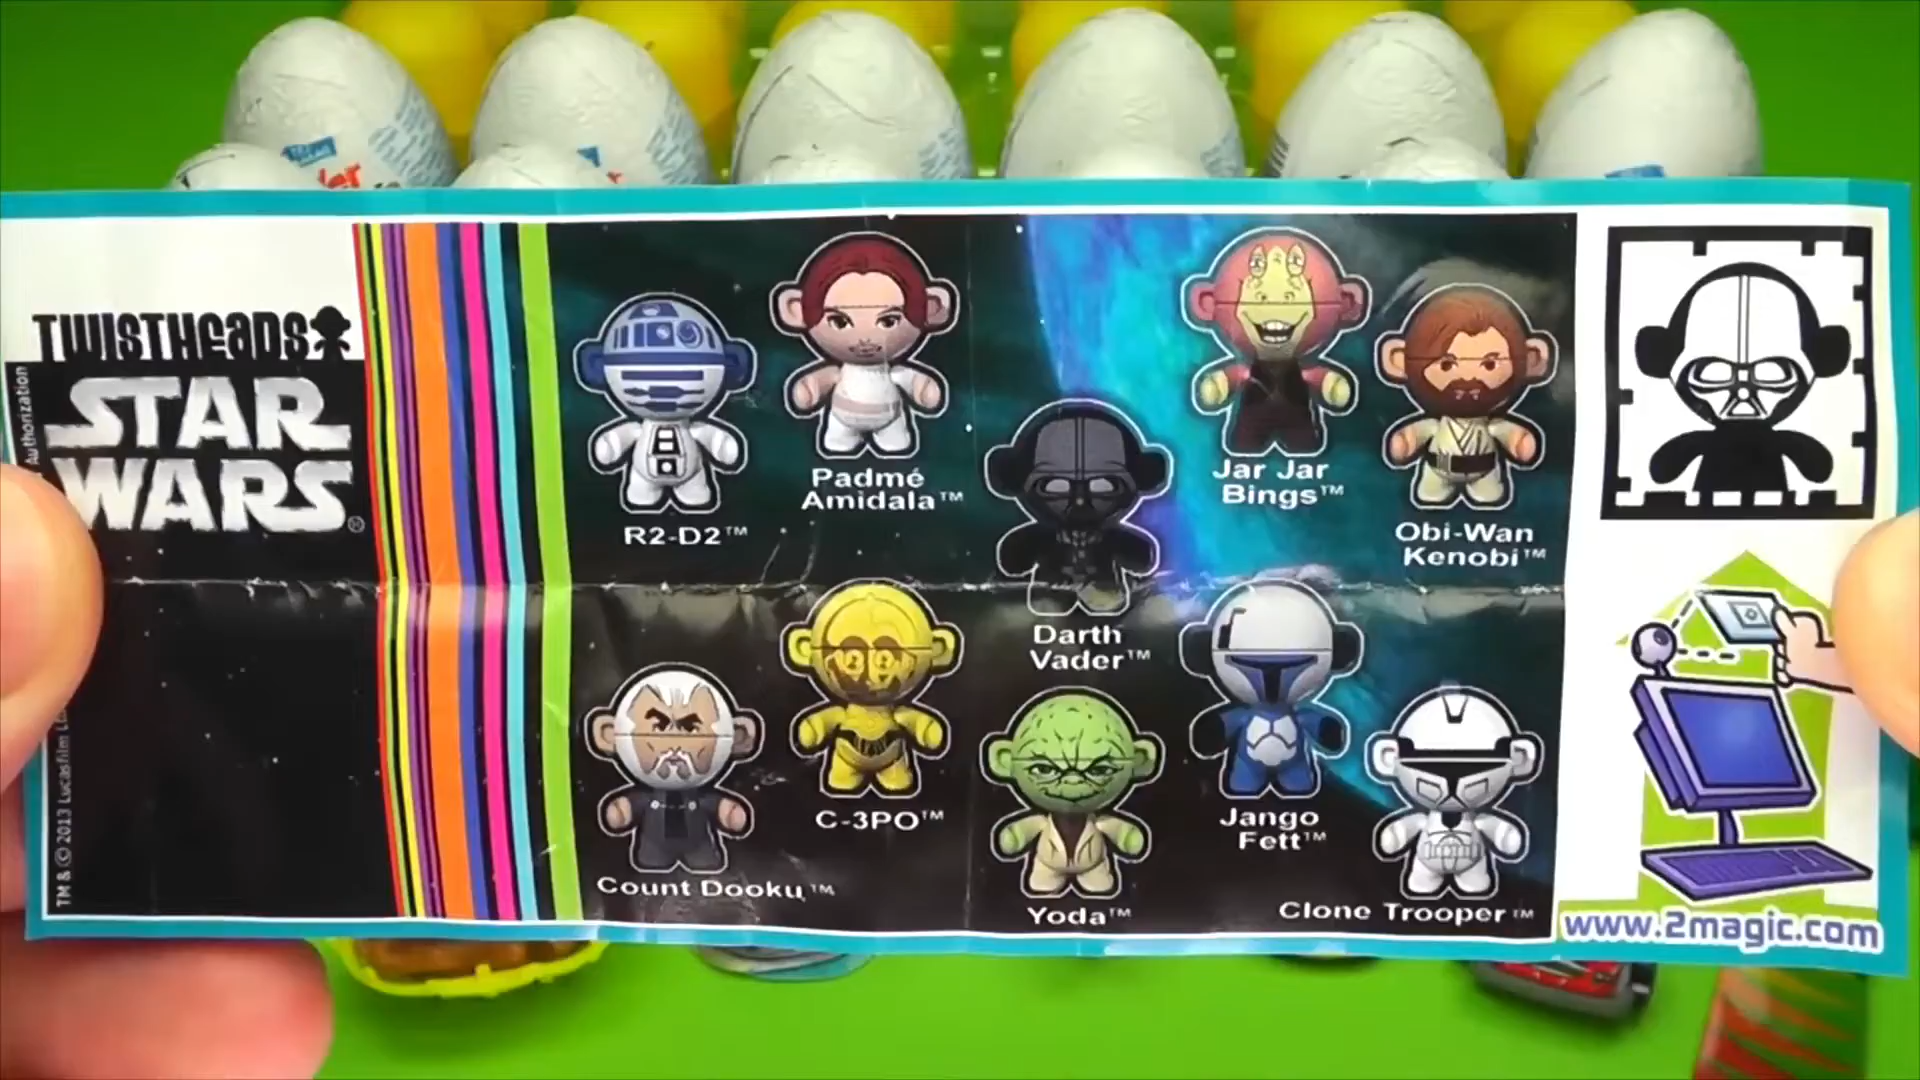 TWISTHEADS
STAR
WARS®
Authorization
TM & © 2013 Lucasfilm
R2-D2™
Padmé
Amidala™
Darth
Vader™
Jar Jar
Bings™
Obi-Wan
Kenobi™
Count Dooku™
C-3PO™
Yoda™
Jango
Fett™
Clone Trooper™
www.2magic.com